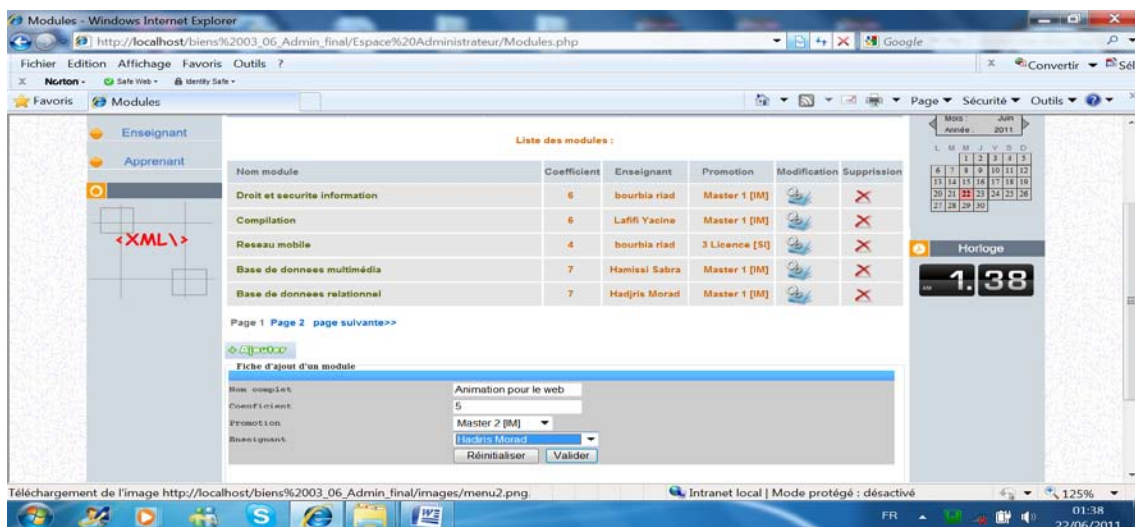 Modules - Windows Internet Explorer
http://localhost/biens%2003_06_Admin_final/Espace%20Administrateur/Modules.php
Google
Fichier Edition Affichage Favoris Outils ?
x Convertir Sél
X Norton Safe Web Identity Safe
Favoris Modules Page Sécurité Outils
Enseignant
Apprenant
<XML\>
Liste des modules :
Nom module Coefficient Enseignant Promotion Modification Suppression
Droit et securite information 6 bourbia riad Master 1 [IM]
Compilation 6 Lafifi Yacine Master 1 [IM]
Reseau mobile 4 bourbia riad 3 Licence [SI]
Base de donnees multimédia 7 Hamissi Sabra Master 1 [IM]
Base de donnees relationnel 7 Hadjris Morad Master 1 [IM]
Page 1 Page 2 page suivante>>
Fiche d'ajout d'un module
Nom complet Animation pour le web
Coefficient 5
Promotion Master 2 [IM]
Enseignant Hadjris Morad
Réinitialiser Valider
Mois : Juin
Année : 2011
L M M J V S D
1 2 3 4 5
6 7 8 9 10 11 12
13 14 15 16 17 18 19
20 21 22 23 24 25 26
27 28 29 30
Horloge
AM 1.38
Téléchargement de l'image http://localhost/biens%2003_06_Admin_final/images/menu2.png.
Intranet local | Mode protégé : désactivé
125%
FR
01:38
22/06/2011